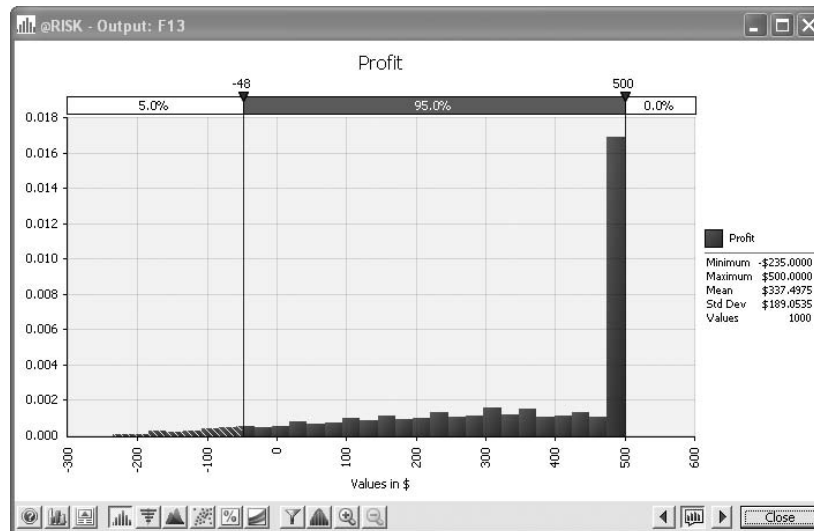 @RISK - Output: F13
Profit
-48 500
5.0% 95.0% 0.0%
0.018
0.016
0.014
0.012
0.010
0.008
0.006
0.004
0.002
0.000
-300 -200 -100 0 100 200 300 400 500 600
Values in $
Profit
Minimum -$235.0000
Maximum $500.0000
Mean $337.4975
Std Dev $189.0535
Values 1000
Close